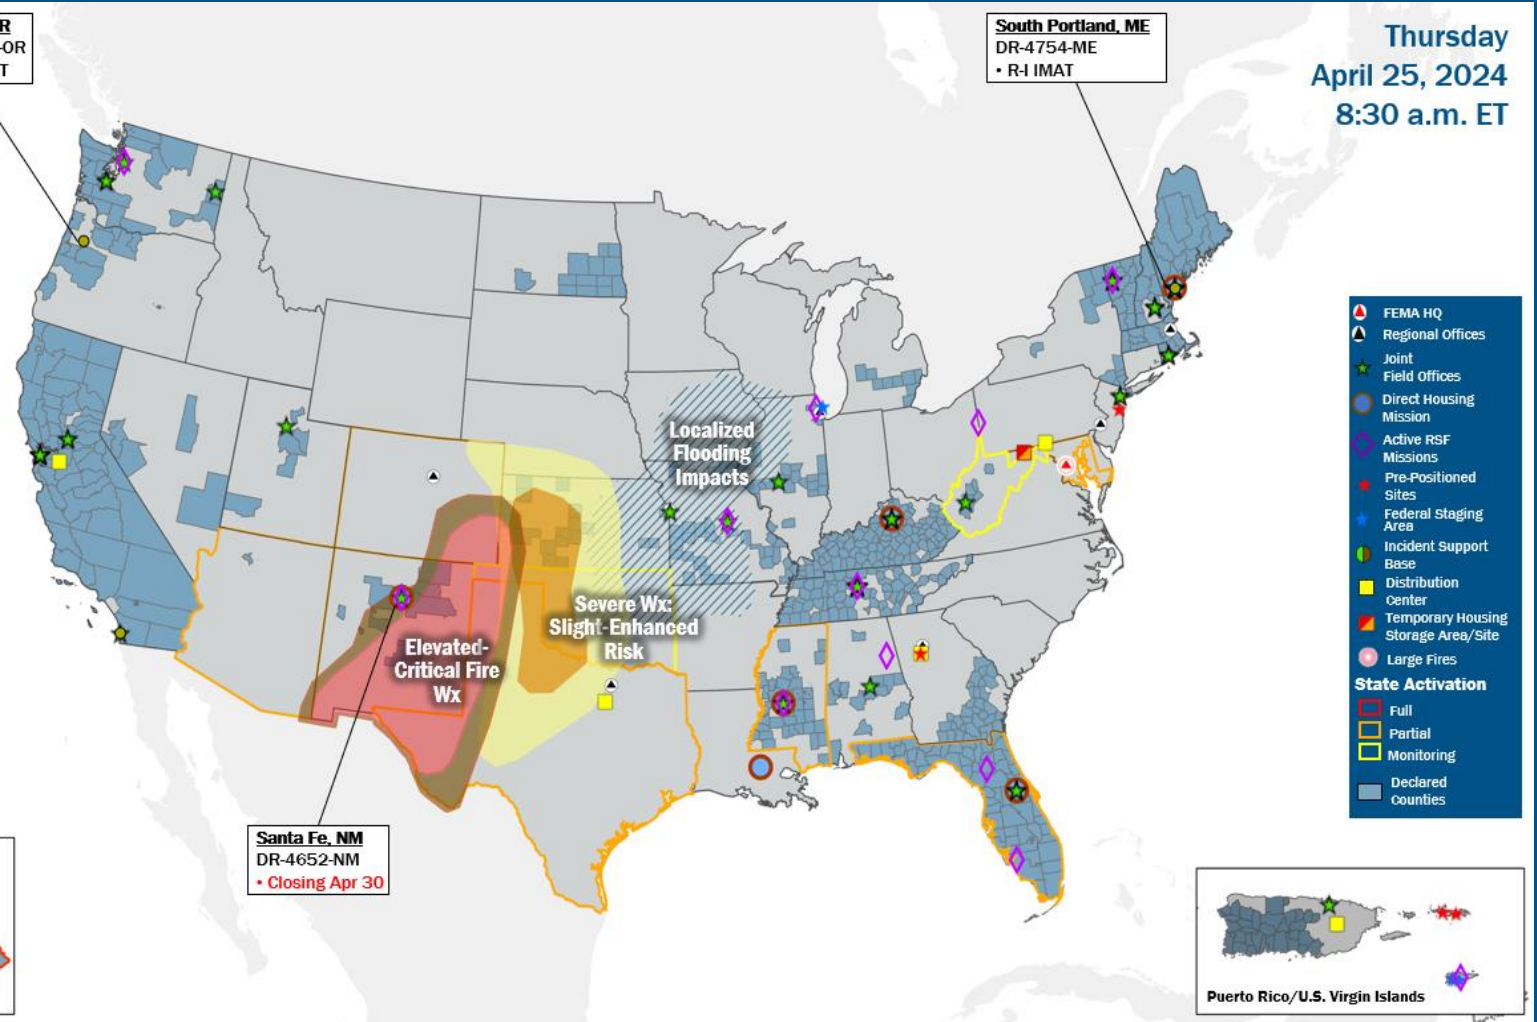 R
-OR
T
South Portland, ME
DR-4754-ME
• R-I IMAT
Thursday
April 25, 2024
8:30 a.m. ET
Localized
Flooding
Impacts
Severe Wx:
Slight-Enhanced
Risk
Elevated-
Critical Fire
Wx
Santa Fe, NM
DR-4652-NM
• Closing Apr 30
FEMA HQ
Regional Offices
Joint
Field Offices
Direct Housing
Mission
Active RSF
Missions
Pre-Positioned
Sites
Federal Staging
Area
Incident Support
Base
Distribution
Center
Temporary Housing
Storage Area/Site
Large Fires
State Activation
Full
Partial
Monitoring
Declared
Counties
Puerto Rico/U.S. Virgin Islands